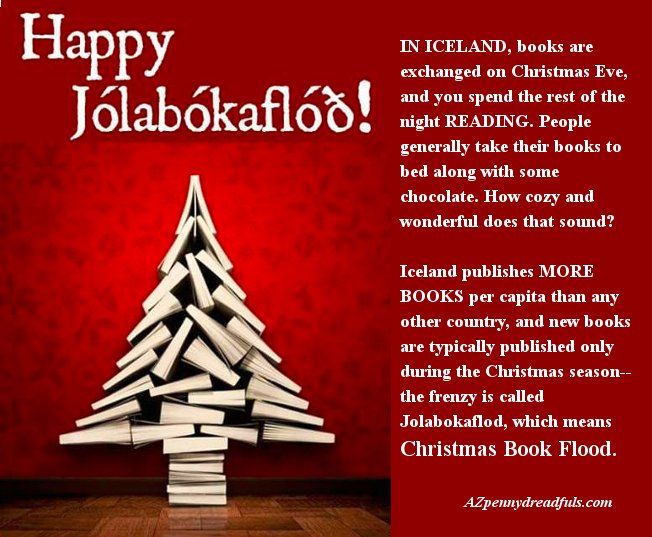 Happy
Jólabókaflóð!
IN ICELAND, books are
exchanged on Christmas Eve,
and you spend the rest of the
night READING. People
generally take their books to
bed along with some
chocolate. How cozy and
wonderful does that sound?
Iceland publishes MORE
BOOKS per capita than any
other country, and new books
are typically published only
during the Christmas season--
the frenzy is called
Jolabokaflod, which means
Christmas Book Flood.
AZpennydreadfuls.com